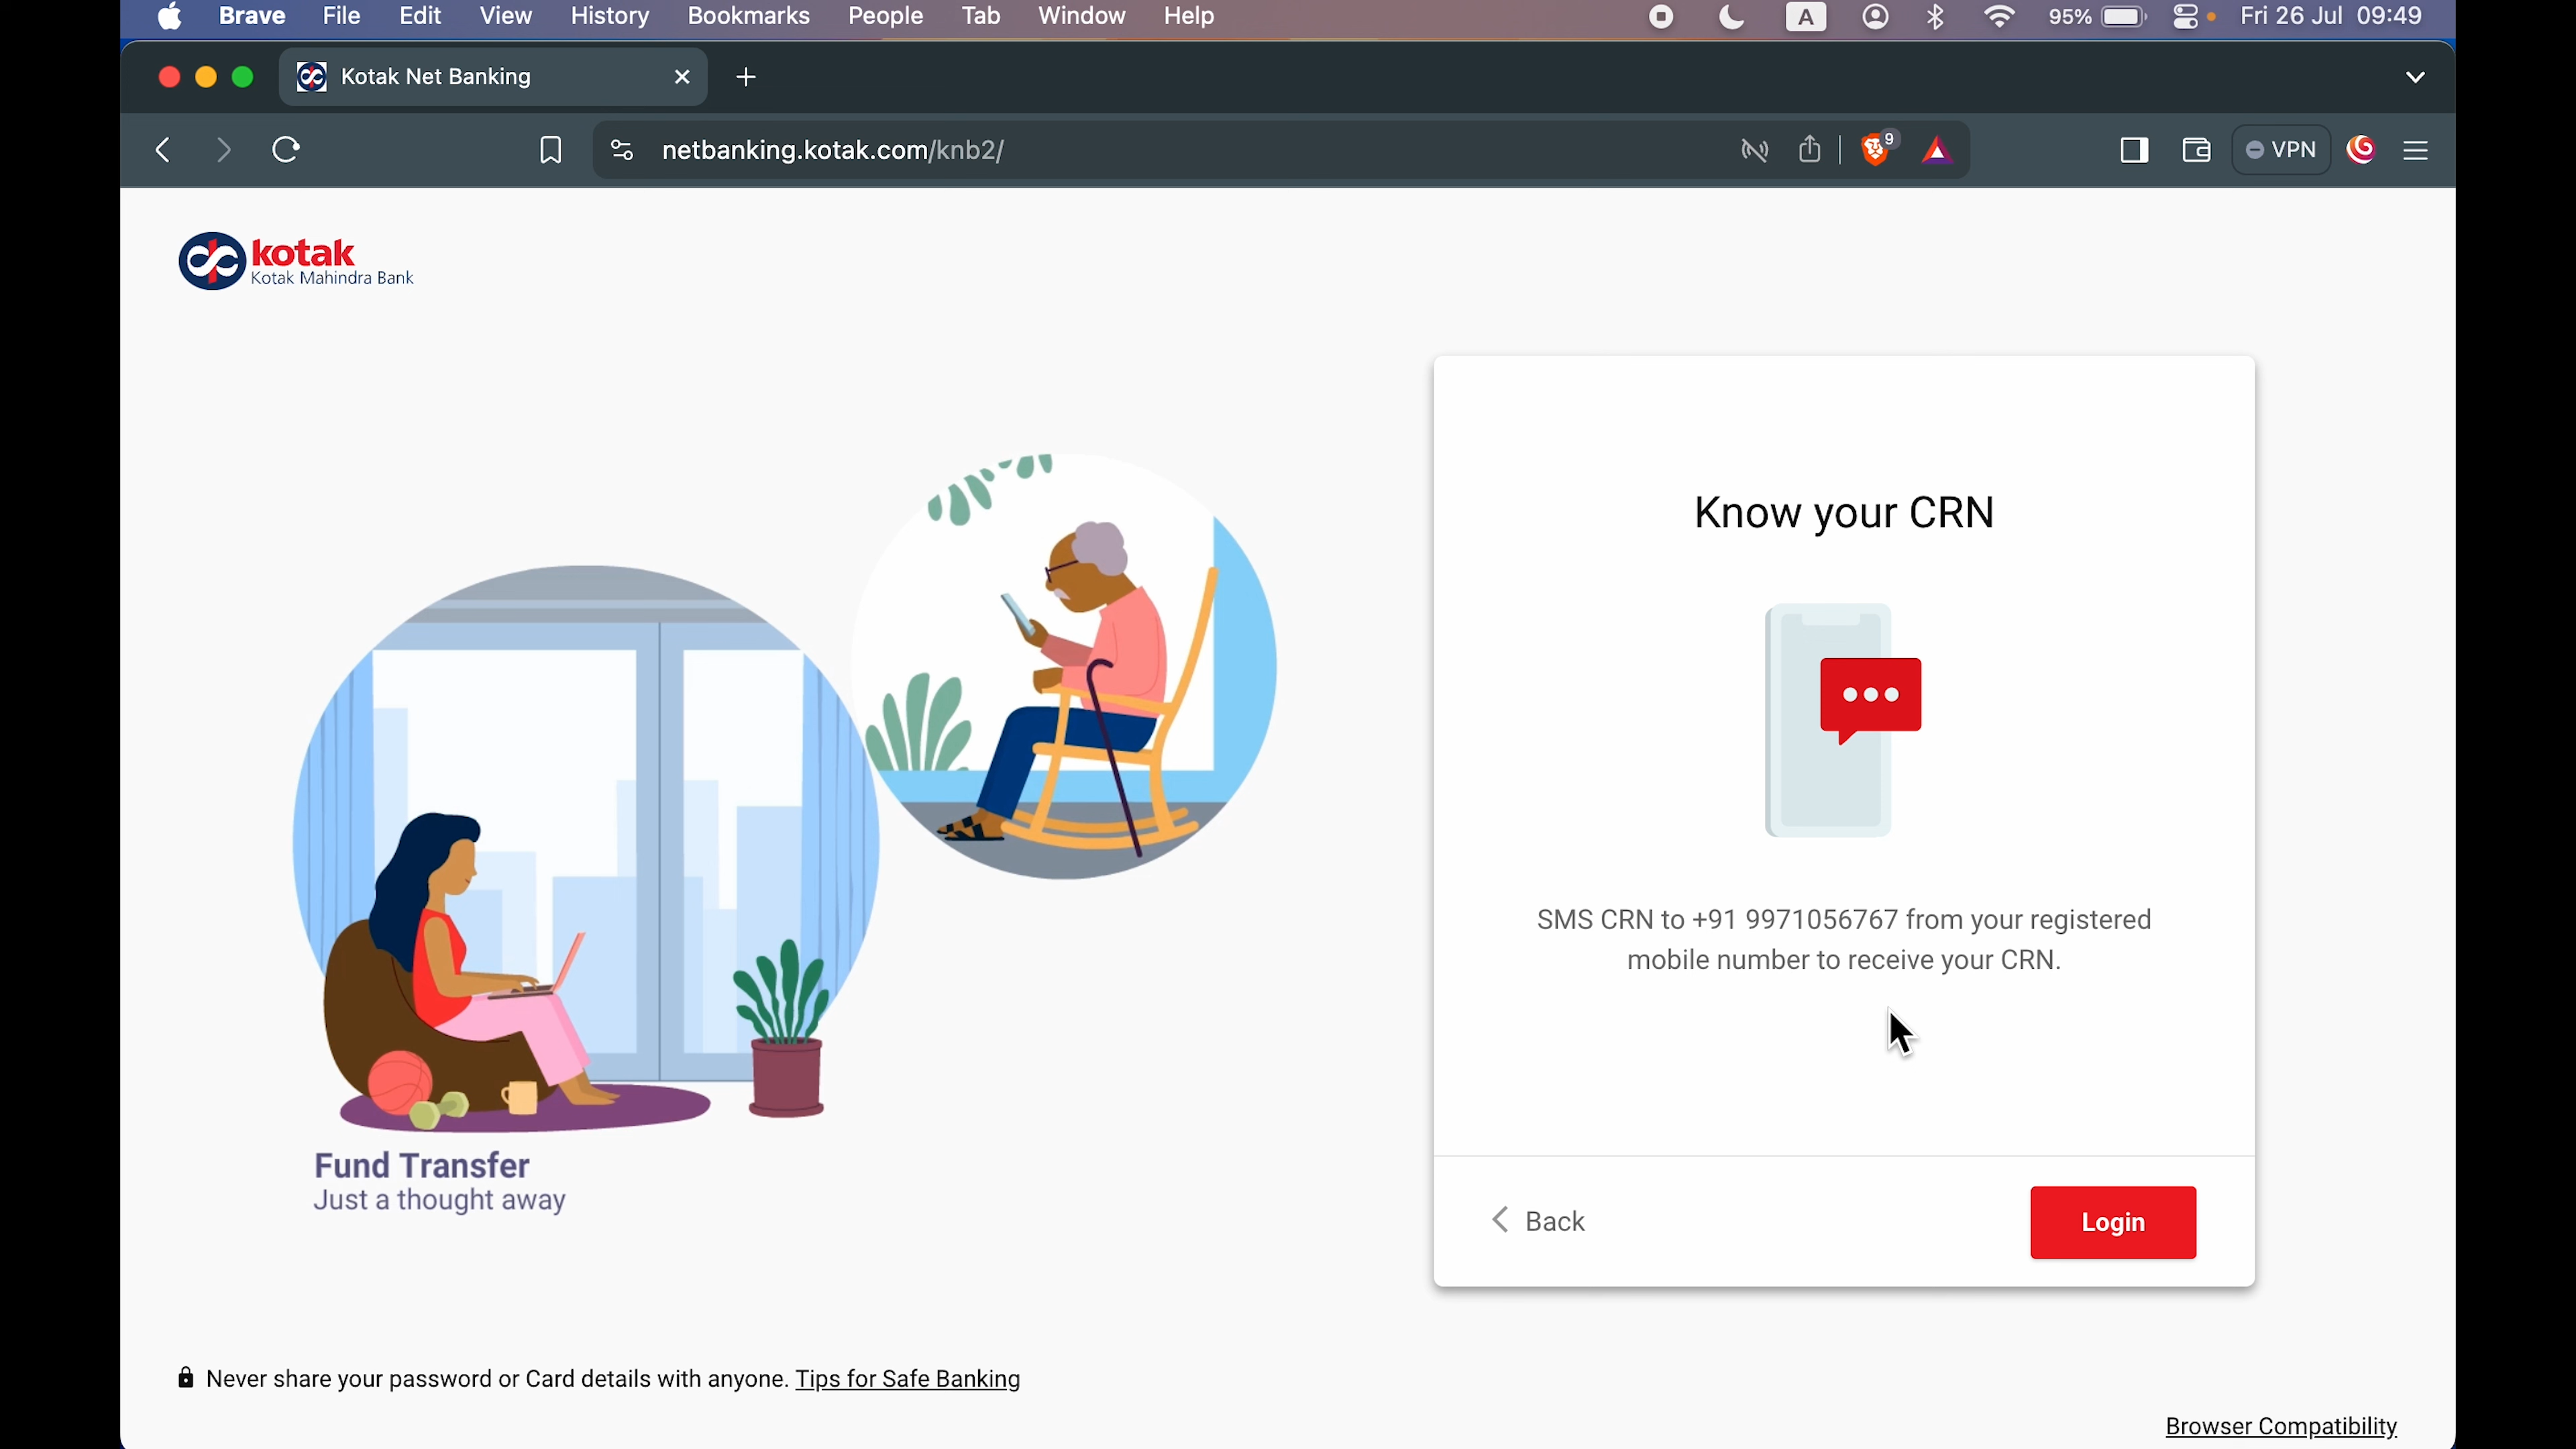 Brave File Edit View History Bookmarks People Tab Window Help A 95% Fri 26 Jul 09:49
Kotak Net Banking
netbanking.kotak.com/knb2/ 9 VPN
kotak
Kotak Mahindra Bank
Know your CRN
SMS CRN to +91 9971056767 from your registered
mobile number to receive your CRN.
Fund Transfer
Just a thought away
Back Login
Never share your password or Card details with anyone. Tips for Safe Banking
Browser Compatibility